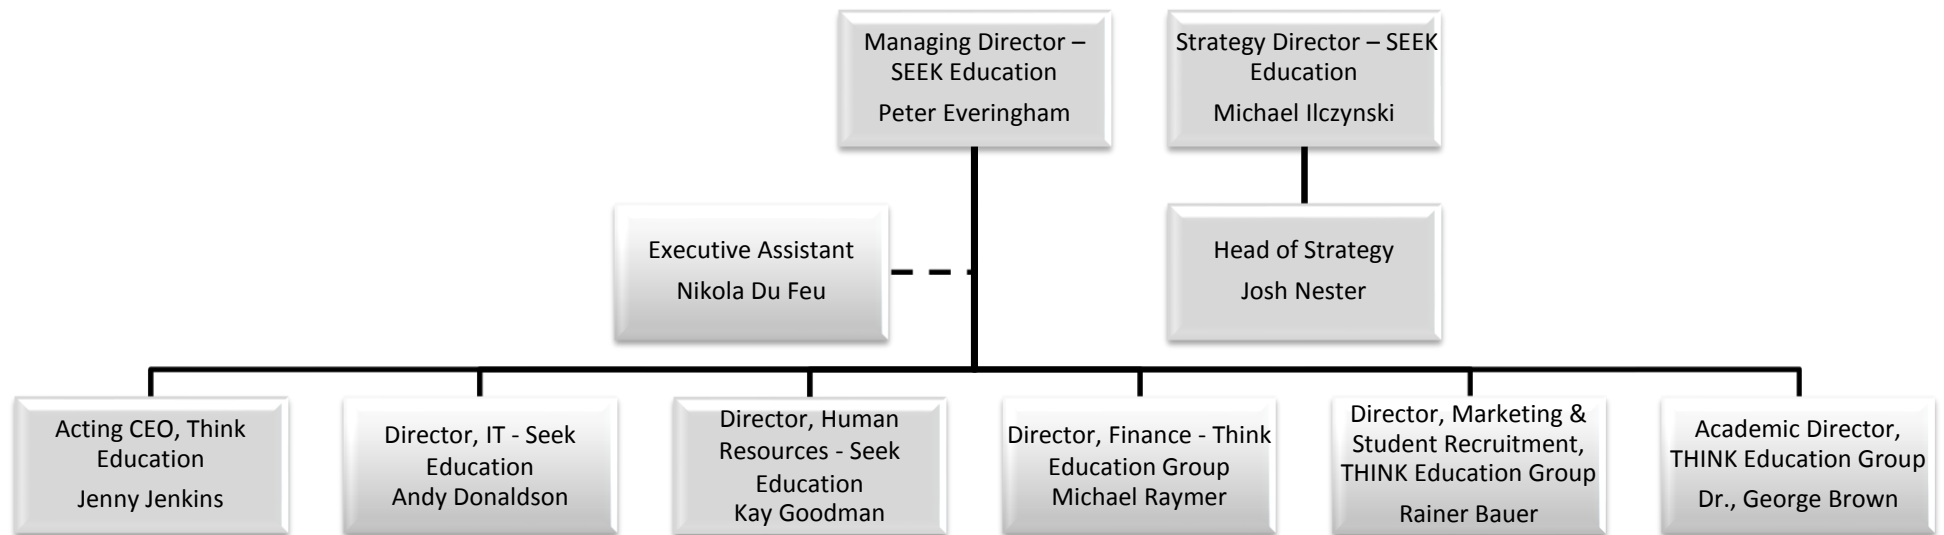 Managing Director –
SEEK Education
Peter Everingham
Strategy Director – SEEK
Education
Michael Ilczynski
Executive Assistant
Nikola Du Feu
Head of Strategy
Josh Nester
Acting CEO, Think
Education
Jenny Jenkins
Director, IT - Seek
Education
Andy Donaldson
Director, Human
Resources - Seek
Education
Kay Goodman
Director, Finance - Think
Education Group
Michael Raymer
Director, Marketing &
Student Recruitment,
THINK Education Group
Rainer Bauer
Academic Director,
THINK Education Group
Dr., George Brown